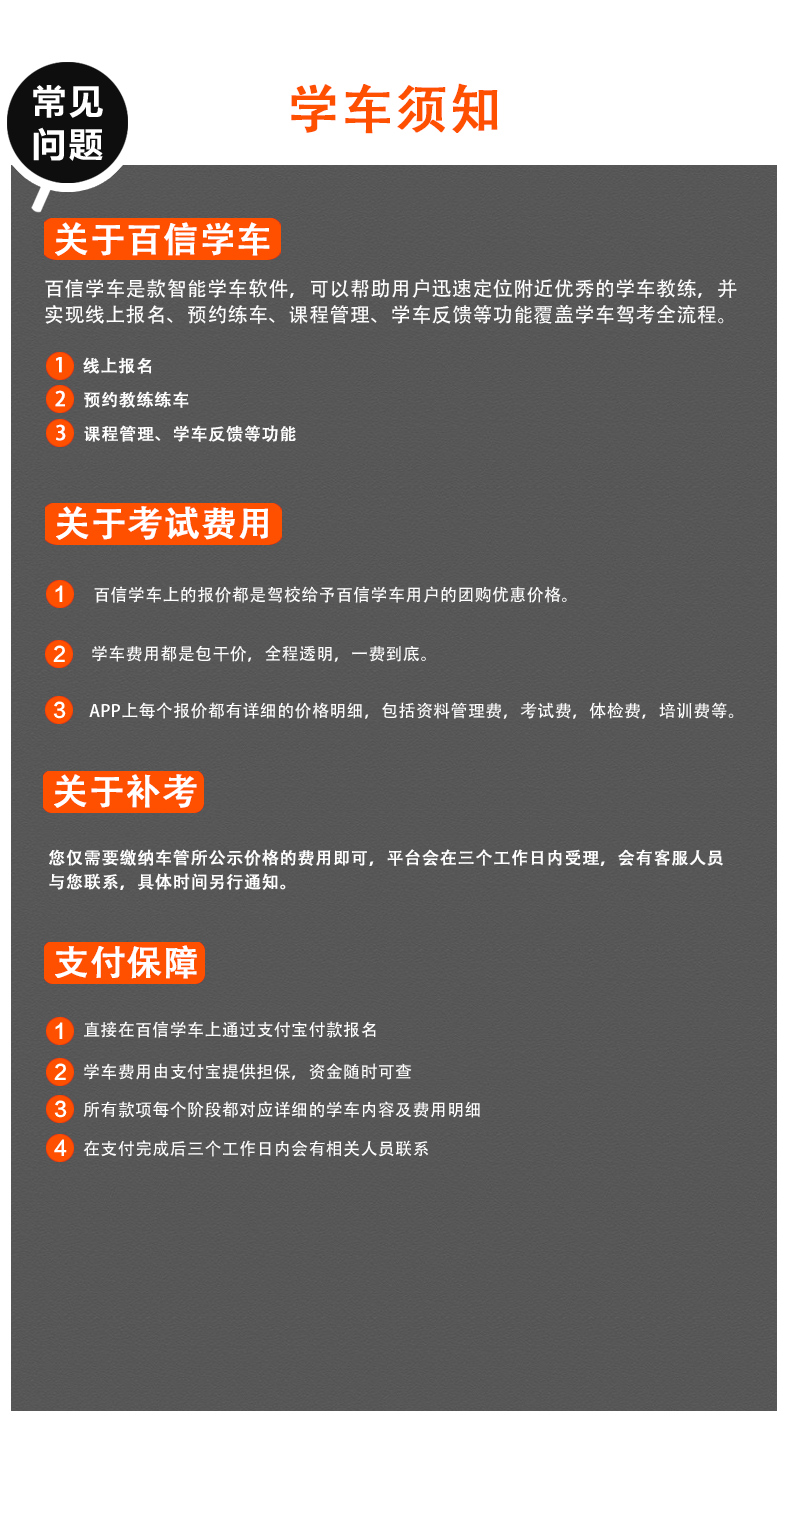 常见
问题
学车须知
关于百信学车
百信学车是款智能学车软件，可以帮助用户迅速定位附近优秀的学车教练，并
实现线上报名、预约练车、课程管理、学车反馈等功能覆盖学车驾考全流程。
1 线上报名
2 预约教练练车
3 课程管理、学车反馈等功能
关于考试费用
1 百信学车上的报价都是驾校给予百信学车用户的团购优惠价格。
2 学车费用都是包干价，全程透明，一费到底。
3 APP上每个报价都有详细的价格明细，包括资料管理费，考试费，体检费，培训费等。
关于补考
您仅需要缴纳车管所公示价格的费用即可，平台会在三个工作日内受理，会有客服人员
与您联系，具体时间另行通知。
支付保障
1 直接在百信学车上通过支付宝付款报名
2 学车费用由支付宝提供担保，资金随时可查
3 所有款项每个阶段都对应详细的学车内容及费用明细
4 在支付完成后三个工作日内会有相关人员联系